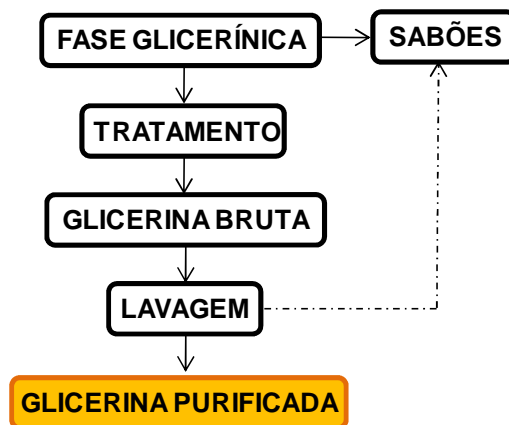 FASE GLICERÍNICA
SABÕES
TRATAMENTO
GLICERINA BRUTA
LAVAGEM
GLICERINA PURIFICADA